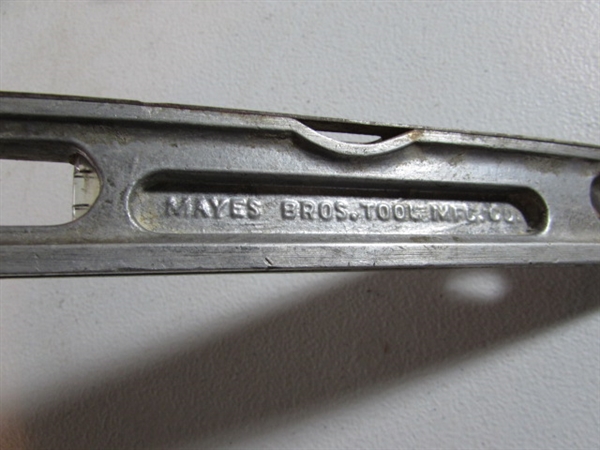 MAYES BROS. TOOL MFG. CO.